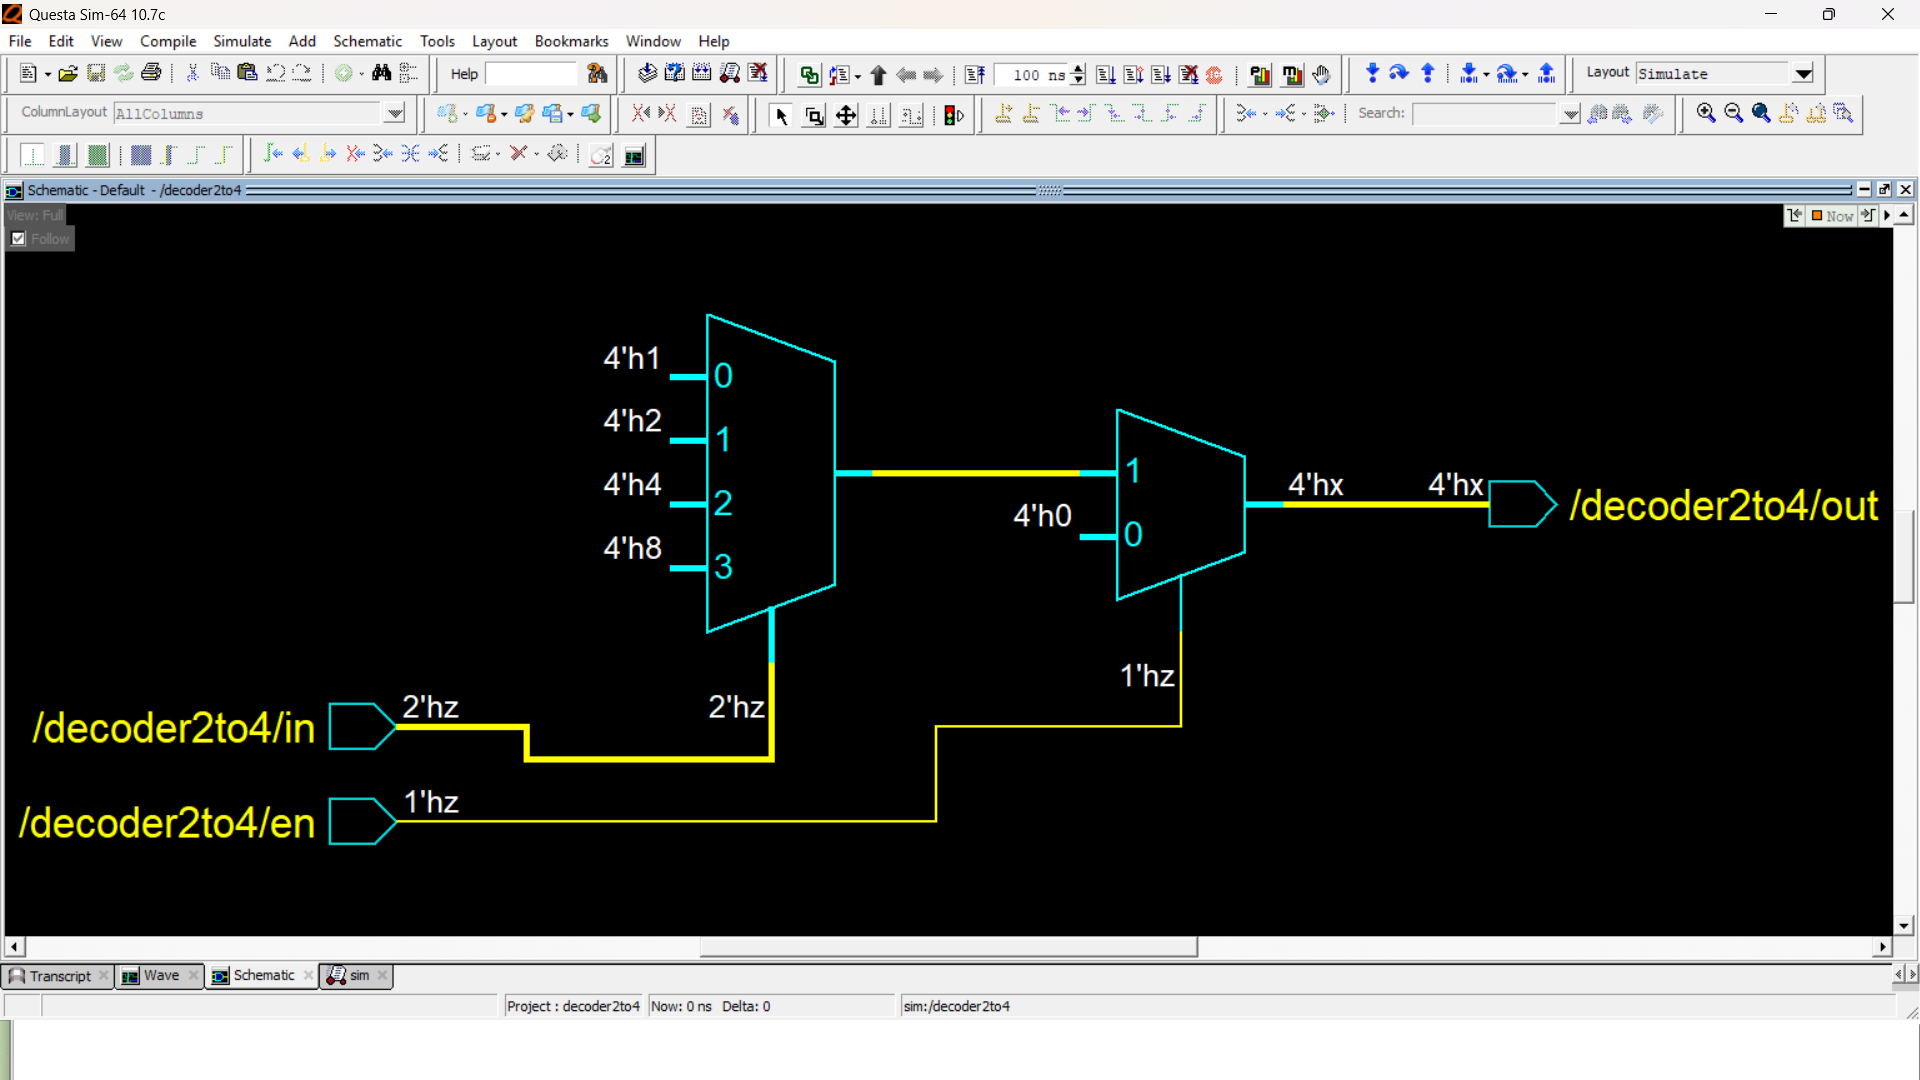 Questa Sim-64 10.7c
File Edit View Compile Simulate Add Schematic Tools Layout Bookmarks Window Help
Help 100 ns Layout Simulate
ColumnLayout AllColumns Search:
Schematic - Default - /decoder2to4
View: Full
Now
Follow
4'h1
0
4'h2
1
4'h4
2
4'h8
3
1
4'h0
0
4'hx 4'hx
/decoder2to4/out
1'hz
/decoder2to4/in 2'hz 2'hz
/decoder2to4/en 1'hz
Transcript Wave Schematic sim
Project : decoder2to4 Now: 0 ns Delta: 0 sim:/decoder2to4